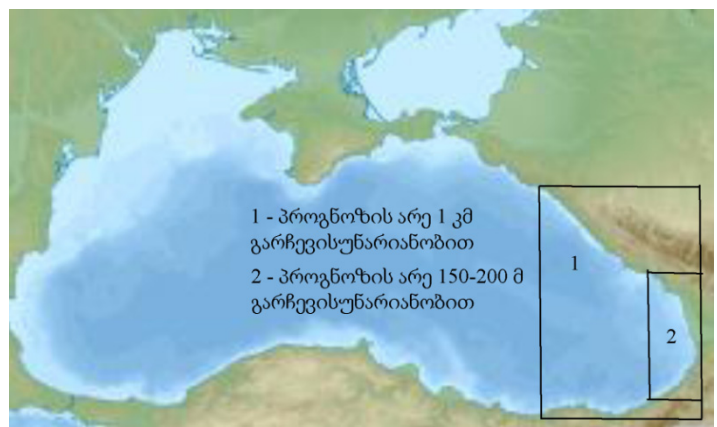 1 - პროგნოზის არე 1 კმ
გარჩევისუნარიანობით
2 - პროგნოზის არე 150-200 მ
გარჩევისუნარიანობით
1
2